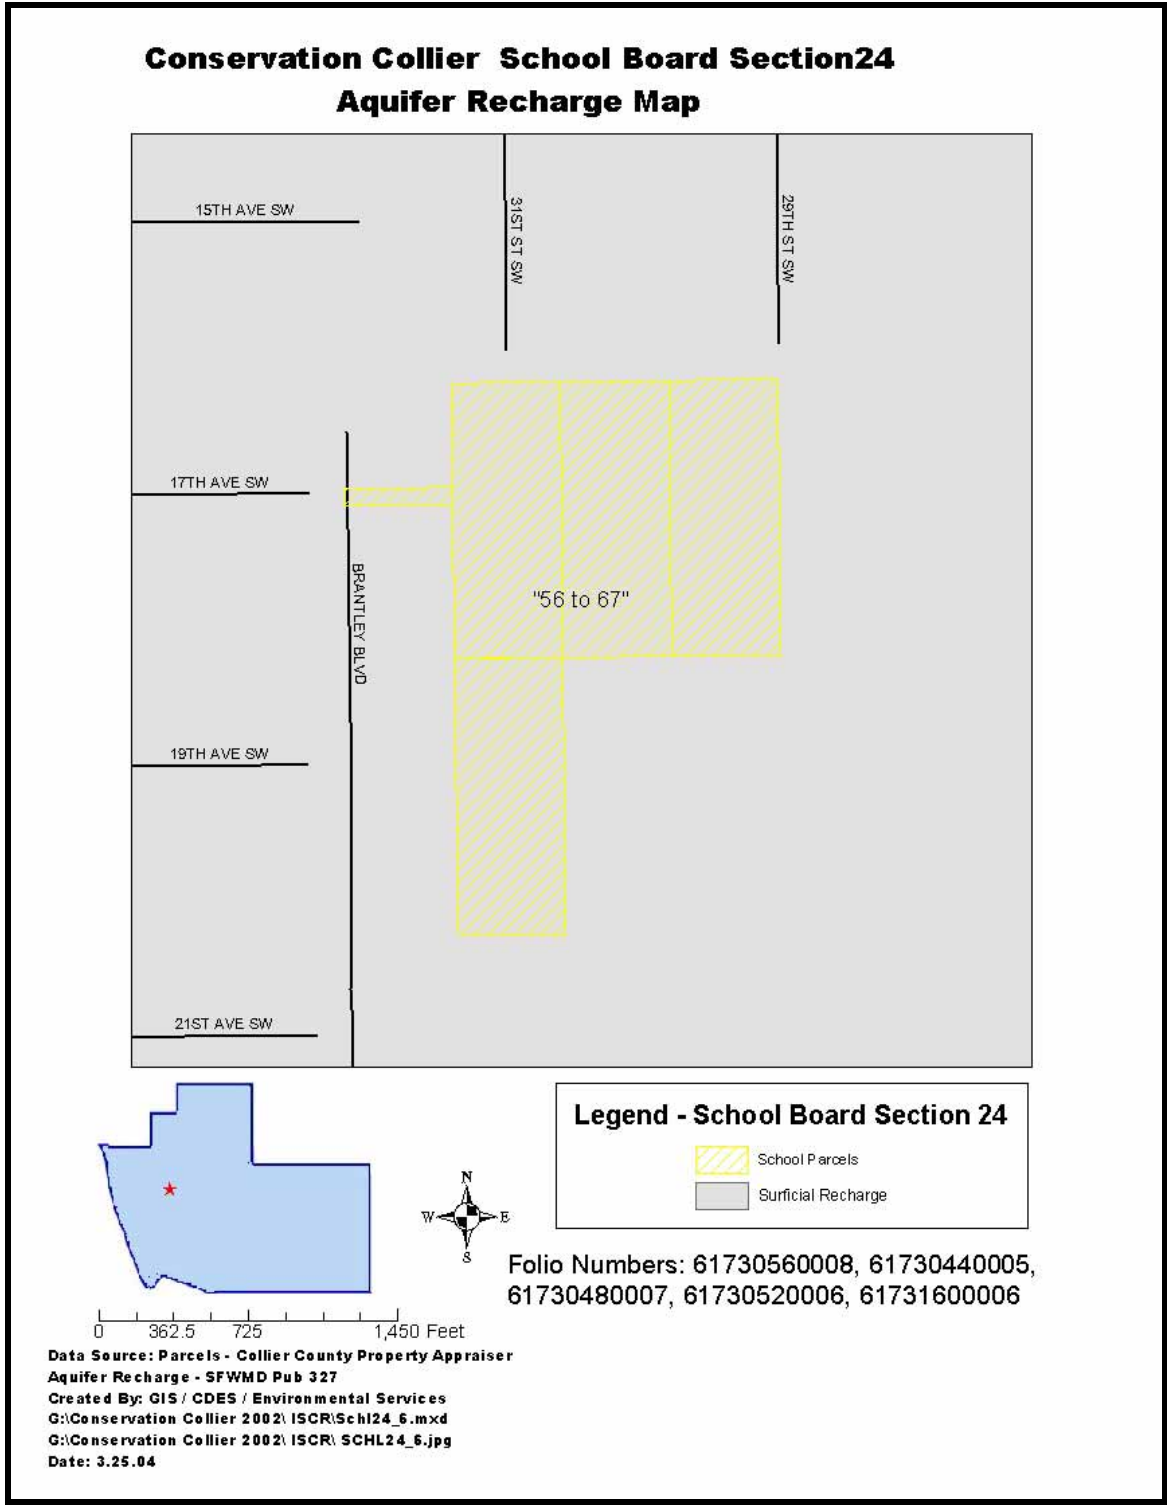 Conservation Collier School Board Section24
Aquifer Recharge Map
15TH AVE SW
31ST ST SW
29TH ST SW
17TH AVE SW
BRANTLEY BLVD
"56 to 67"
19TH AVE SW
21ST AVE SW
Legend - School Board Section 24
School Parcels
Surficial Recharge
N
W E
S
Folio Numbers: 61730560008, 61730440005,
61730480007, 61730520006, 61731600006
0 362.5 725 1,450 Feet
Data Source: Parcels - Collier County Property Appraiser
Aquifer Recharge - SFWMD Pub 327
Created By: GIS / CDES / Environmental Services
G:\Conservation Collier 2002\ ISCR\Schl24_6.mxd
G:\Conservation Collier 2002\ ISCR\ SCHL24_6.jpg
Date: 3.25.04